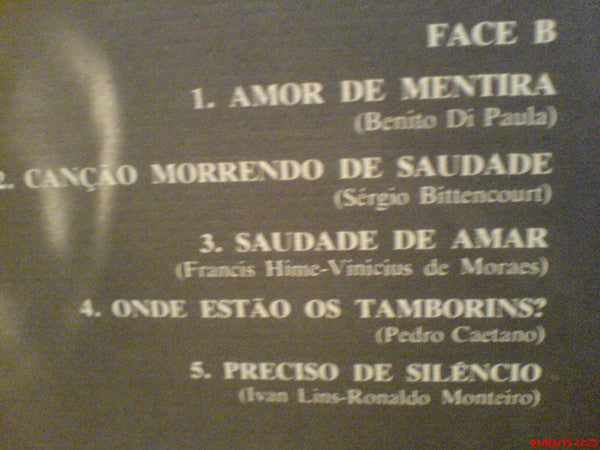 FACE B
1. AMOR DE MENTIRA
(Benito Di Paula)
2. CANÇÃO MORRENDO DE SAUDADE
(Sérgio Bittencourt)
3. SAUDADE DE AMAR
(Francis Hime-Vinicius de Moraes)
4. ONDE ESTÃO OS TAMBORINS?
(Pedro Caetano)
5. PRECISO DE SILÊNCIO
(Ivan Lins-Ronaldo Monteiro)